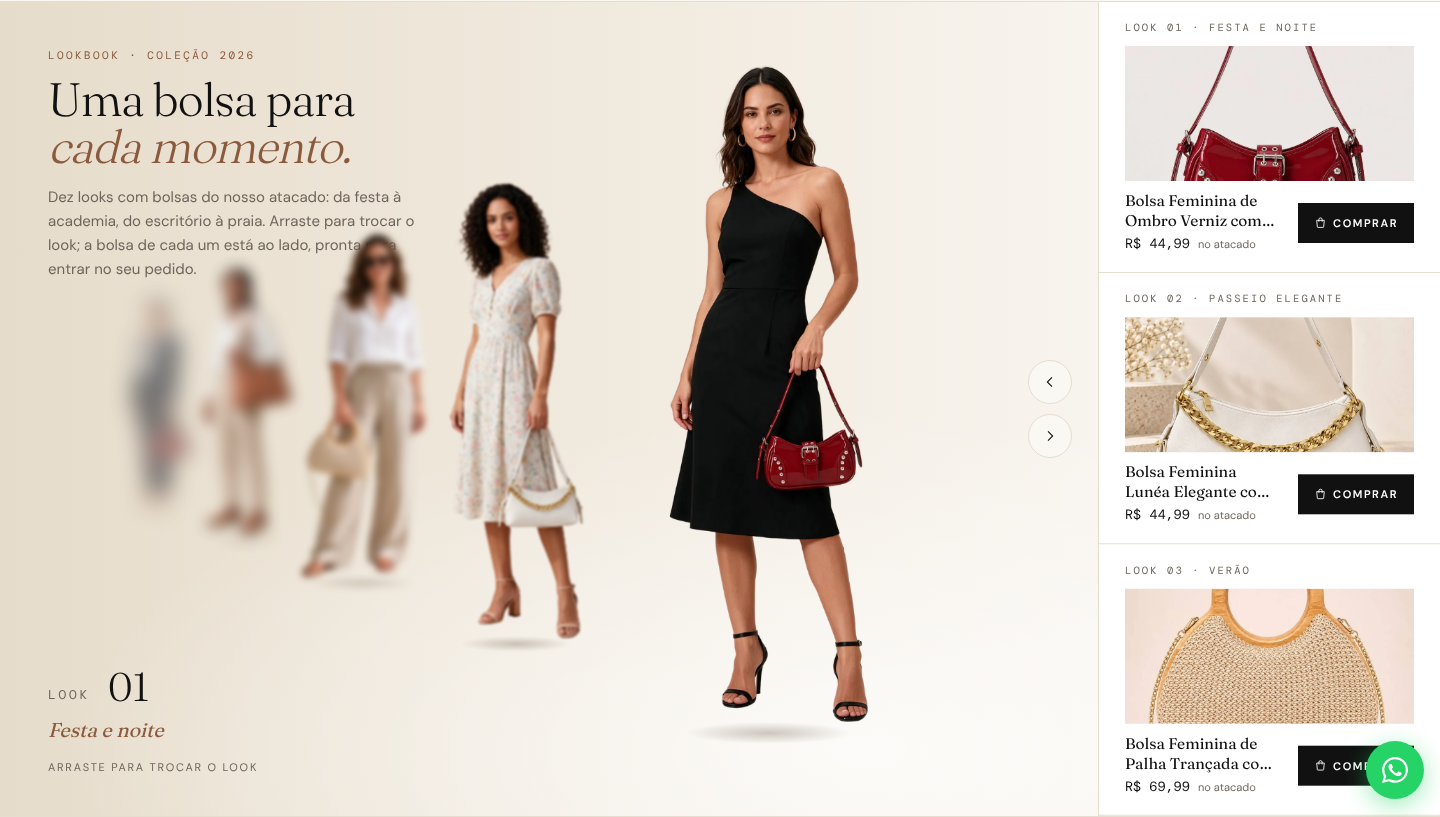 LOOKBOOK · COLEÇÃO 2026
Uma bolsa para
cada momento.
Dez looks com bolsas do nosso atacado: da festa à
academia, do escritório à praia. Arraste para trocar o
look; a bolsa de cada um está ao lado, pronta
entrar no seu pedido.
LOOK 01
Festa e noite
ARRASTE PARA TROCAR O LOOK
LOOK 01 · FESTA E NOITE
Bolsa Feminina de
Ombro Verniz com...
R$ 44,99 no atacado
COMPRAR
LOOK 02 · PASSEIO ELEGANTE
Bolsa Feminina
Lunéa Elegante co...
R$ 44,99 no atacado
COMPRAR
LOOK 03 · VERÃO
Bolsa Feminina de
Palha Trançada co...
R$ 69,99 no atacado